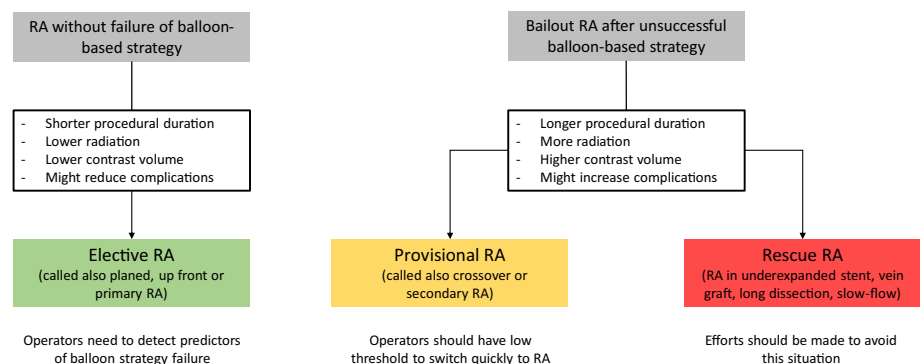 RA without failure of balloon-
based strategy
- Shorter procedural duration
- Lower radiation
- Lower contrast volume
- Might reduce complications
Elective RA
(called also planed, up front or
primary RA)
Operators need to detect predictors
of balloon strategy failure
Bailout RA after unsuccessful
balloon-based strategy
- Longer procedural duration
- More radiation
- Higher contrast volume
- Might increase complications
Provisional RA
(called also crossover or
secondary RA)
Operators should have low
threshold to switch quickly to RA
Rescue RA
(RA in underexpanded stent, vein
graft, long dissection, slow-flow)
Efforts should be made to avoid
this situation